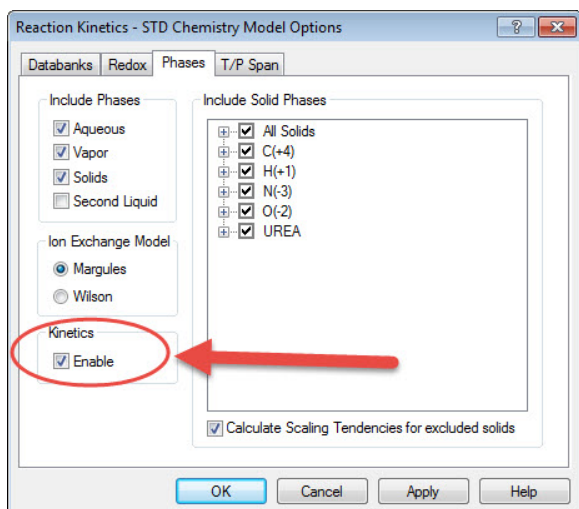 Reaction Kinetics - STD Chemistry Model Options
Databanks
Redox
Phases
T/P Span
Include Phases
Aqueous
Vapor
Solids
Second Liquid
Ion Exchange Model
Margules
Wilson
Kinetics
Enable
Include Solid Phases
All Solids
C(+4)
H(+1)
N(-3)
O(-2)
UREA
Calculate Scaling Tendencies for excluded solids
OK
Cancel
Apply
Help